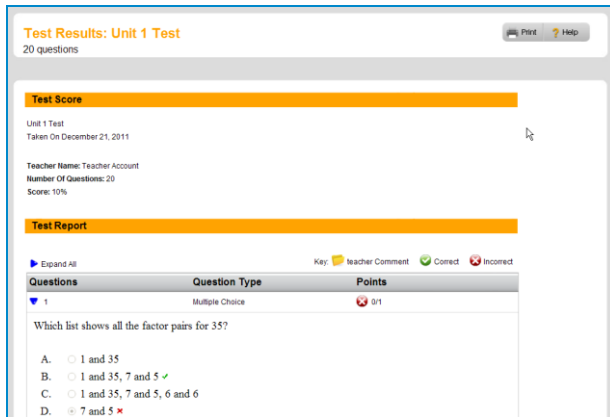 Test Results: Unit 1 Test
Print
Help
20 questions
Test Score
Unit 1 Test
Taken On December 21, 2011
Teacher Name: Teacher Account
Number Of Questions: 20
Score: 10%
Test Report
Expand All
Key: teacher Comment Correct Incorrect
Questions Question Type Points
1 Multiple Choice 0/1
Which list shows all the factor pairs for 35?
A. 1 and 35
B. 1 and 35, 7 and 5
C. 1 and 35, 7 and 5, 6 and 6
D. 7 and 5